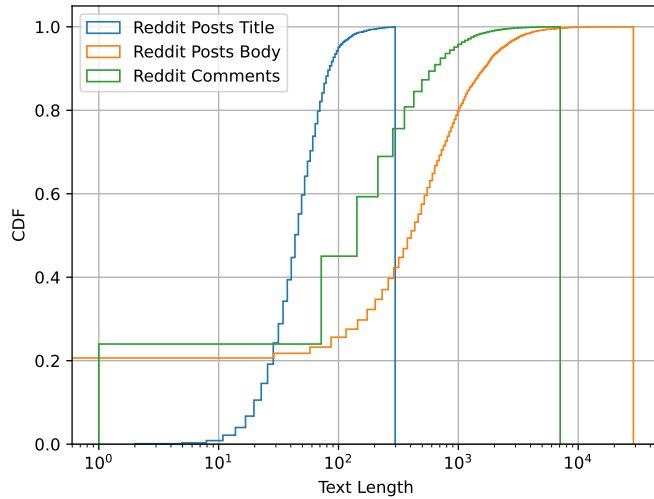 Reddit Posts Title
Reddit Posts Body
Reddit Comments
CDF
1.0
0.8
0.6
0.4
0.2
0.0
10⁰
10¹
10²
10³
10⁴
Text Length